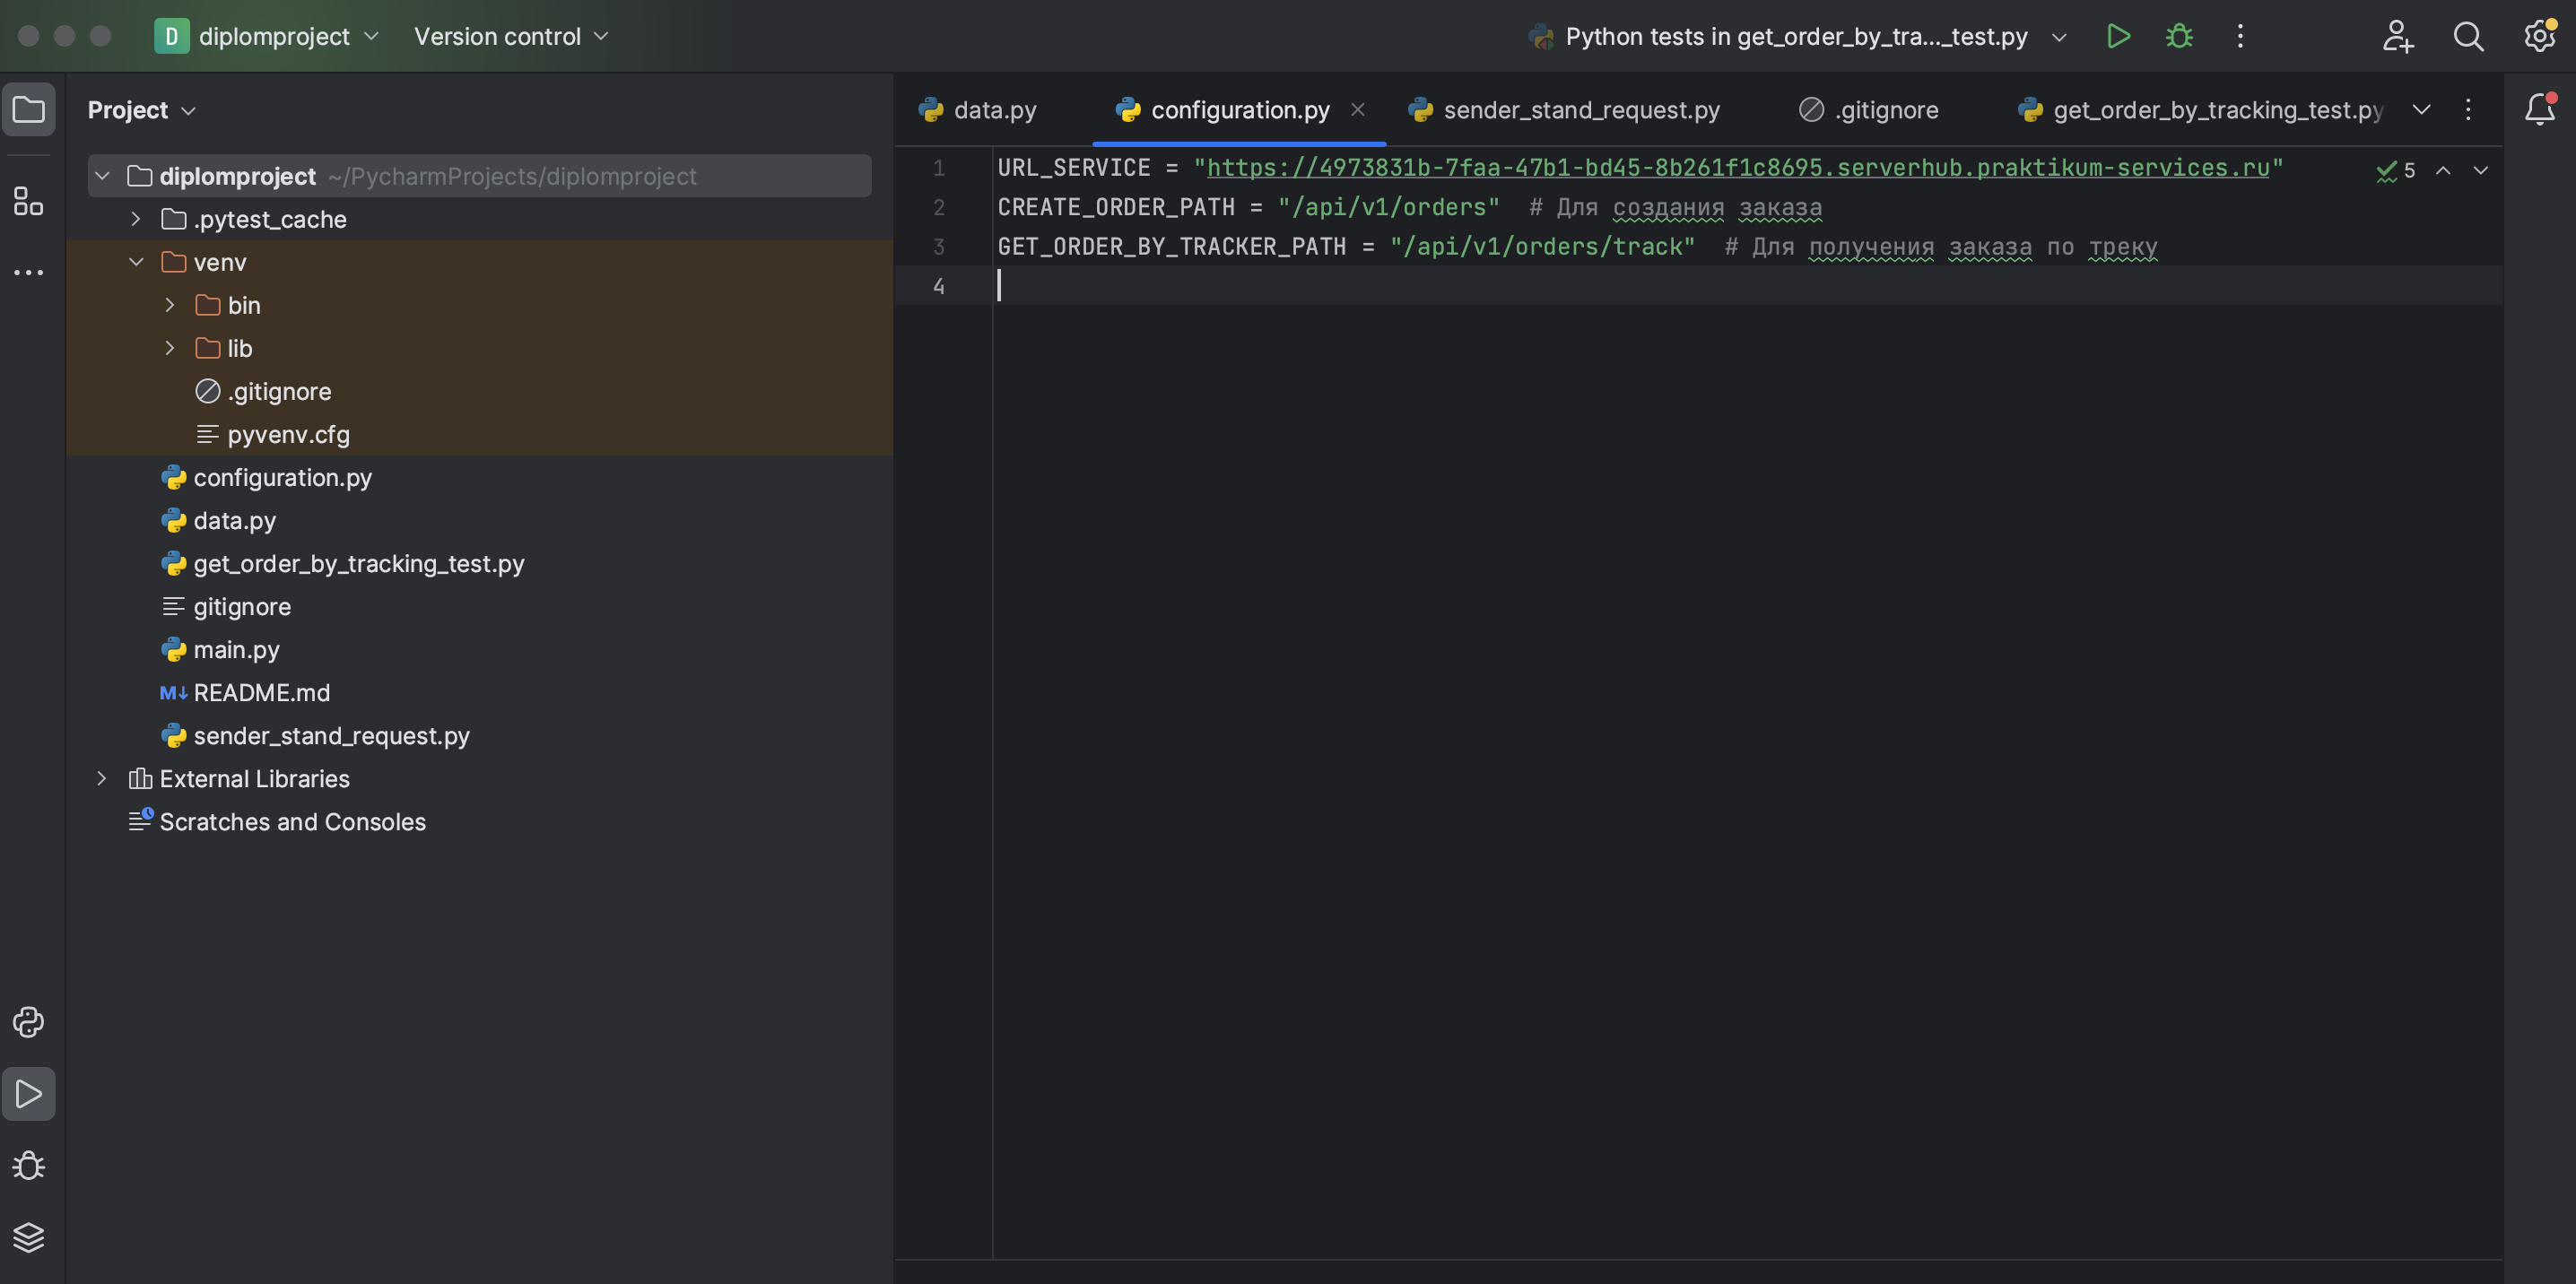 D diplomproject Version control Python tests in get_order_by_tra..._test.py
Project
diplomproject ~/PycharmProjects/diplomproject
.pytest_cache
venv
bin
lib
.gitignore
pyvenv.cfg
configuration.py
data.py
get_order_by_tracking_test.py
gitignore
main.py
M↓ README.md
sender_stand_request.py
External Libraries
Scratches and Consoles
data.py configuration.py sender_stand_request.py .gitignore get_order_by_tracking_test.py
1 URL_SERVICE = "https://4973831b-7faa-47b1-bd45-8b261f1c8695.serverhub.praktikum-services.ru" 5
2 CREATE_ORDER_PATH = "/api/v1/orders"  # Для создания заказа
3 GET_ORDER_BY_TRACKER_PATH = "/api/v1/orders/track"  # Для получения заказа по треку
4